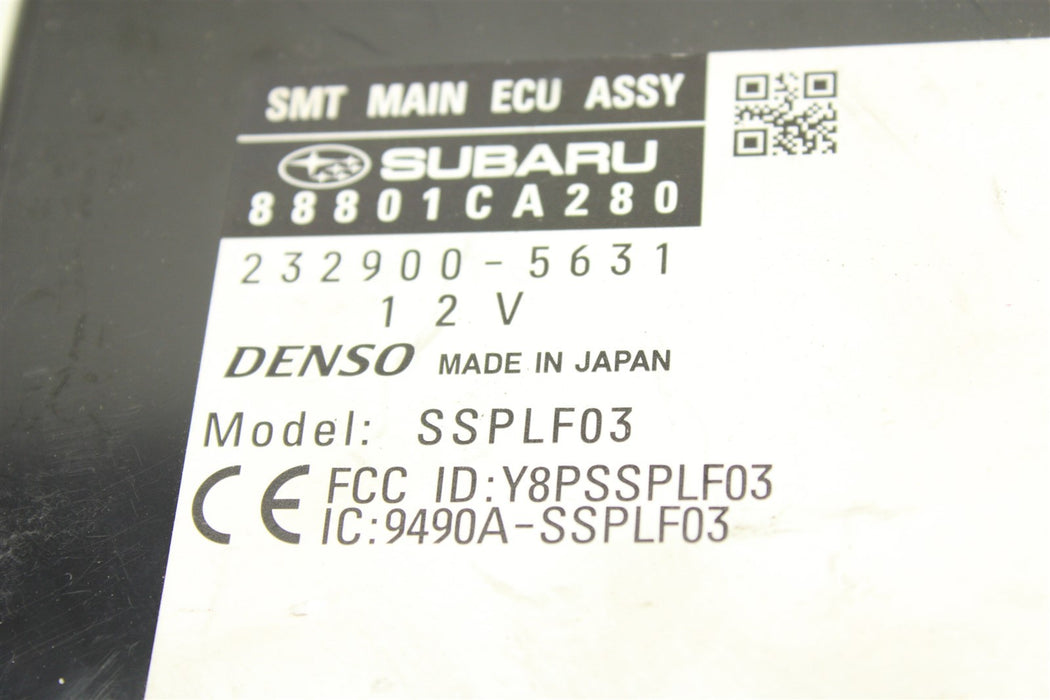 SMT MAIN ECU ASSY
SUBARU
88801CA280
232900-5631
12V
DENSO MADE IN JAPAN
Model: SSPLF03
CE FCC ID:Y8PSSPLF03
IC:9490A-SSPLF03